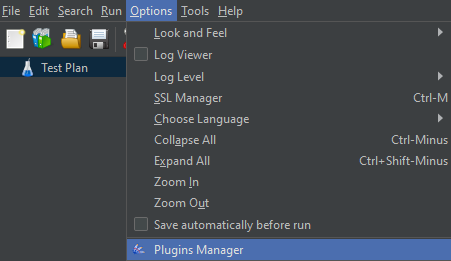 File Edit Search Run Options Tools Help
Test Plan
Look and Feel
Log Viewer
Log Level
SSL Manager Ctrl-M
Choose Language
Collapse All Ctrl-Minus
Expand All Ctrl+Shift-Minus
Zoom In
Zoom Out
Save automatically before run
Plugins Manager